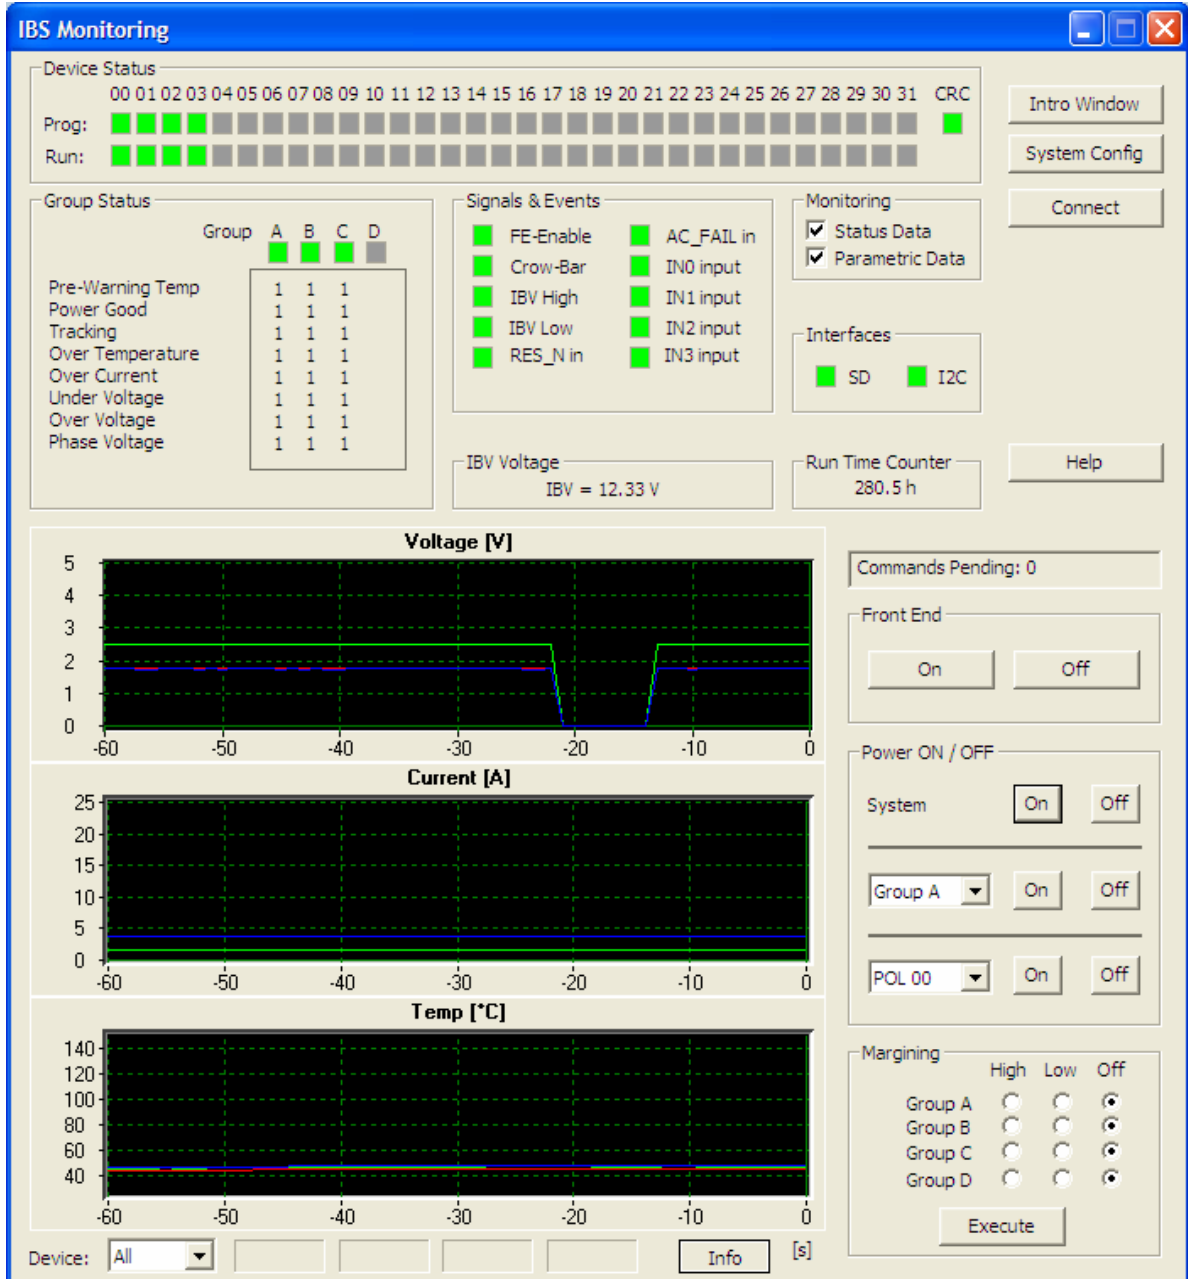 IBS Monitoring
Device Status
00 01 02 03 04 05 06 07 08 09 10 11 12 13 14 15 16 17 18 19 20 21 22 23 24 25 26 27 28 29 30 31 CRC
Prog:
Run:
Intro Window
System Config
Connect
Group Status
Group A B C D
Pre-Warning Temp 1 1 1
Power Good 1 1 1
Tracking 1 1 1
Over Temperature 1 1 1
Over Current 1 1 1
Under Voltage 1 1 1
Over Voltage 1 1 1
Phase Voltage 1 1 1
Signals & Events
FE-Enable AC_FAIL in
Crow-Bar IN0 input
IBV High IN1 input
IBV Low IN2 input
RES_N in IN3 input
Monitoring
Status Data
Parametric Data
Interfaces
SD I2C
IBV Voltage
IBV = 12.33 V
Run Time Counter
280.5 h
Help
Voltage [V]
5
4
3
2
1
0
-60 -50 -40 -30 -20 -10 0
Current [A]
25
20
15
10
5
0
-60 -50 -40 -30 -20 -10 0
Temp [°C]
140
120
100
80
60
40
-60 -50 -40 -30 -20 -10 0
Device: All Info [s]
Commands Pending: 0
Front End
On Off
Power ON / OFF
System On Off
Group A On Off
POL 00 On Off
Margining
High Low Off
Group A
Group B
Group C
Group D
Execute